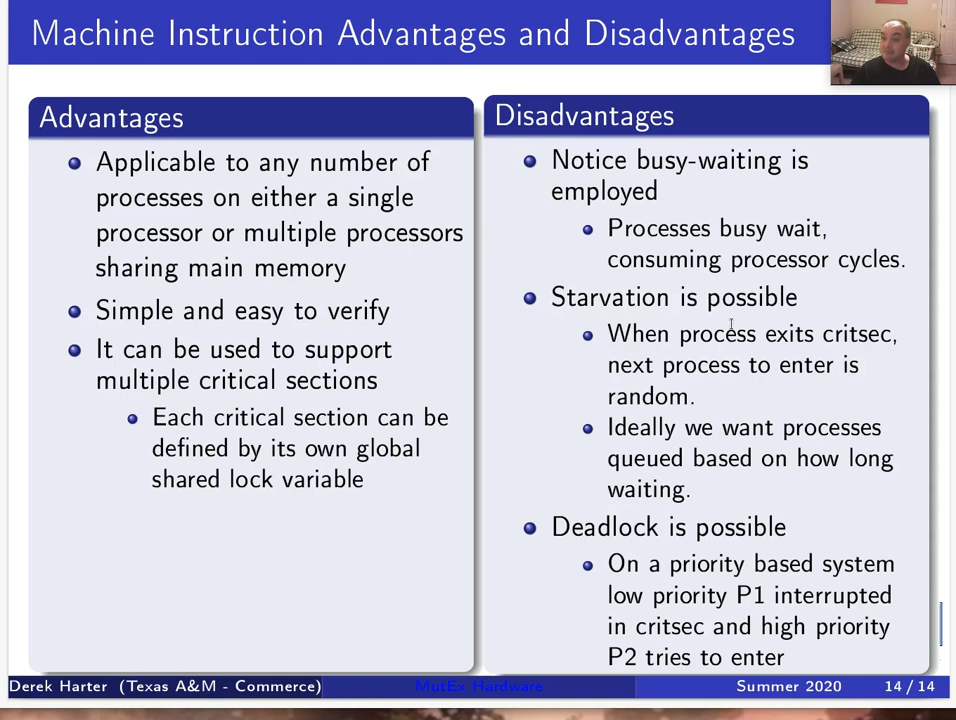 Machine Instruction Advantages and Disadvantages
Advantages
Applicable to any number of
processes on either a single
processor or multiple processors
sharing main memory
Simple and easy to verify
It can be used to support
multiple critical sections
Each critical section can be
defined by its own global
shared lock variable
Disadvantages
Notice busy-waiting is
employed
Processes busy wait,
consuming processor cycles.
Starvation is possible
When process exits critsec,
next process to enter is
random.
Ideally we want processes
queued based on how long
waiting.
Deadlock is possible
On a priority based system
low priority P1 interrupted
in critsec and high priority
P2 tries to enter
Derek Harter (Texas A&M - Commerce) MutEx Hardware Summer 2020 14 / 14